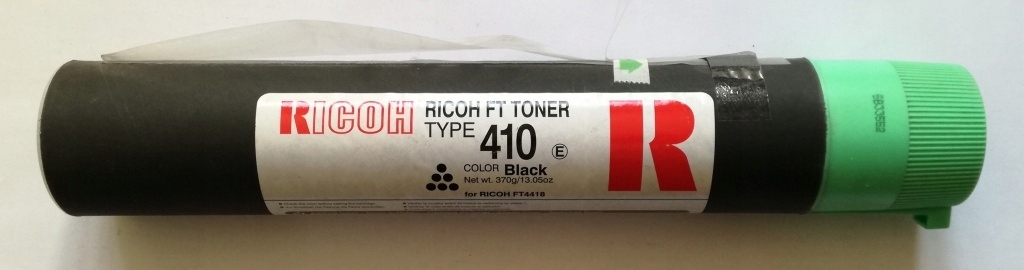 RICOH
RICOH FT TONER
TYPE 410 E
COLOR Black
Net wt. 370g/13.05oz
for RICOH FT4418
R